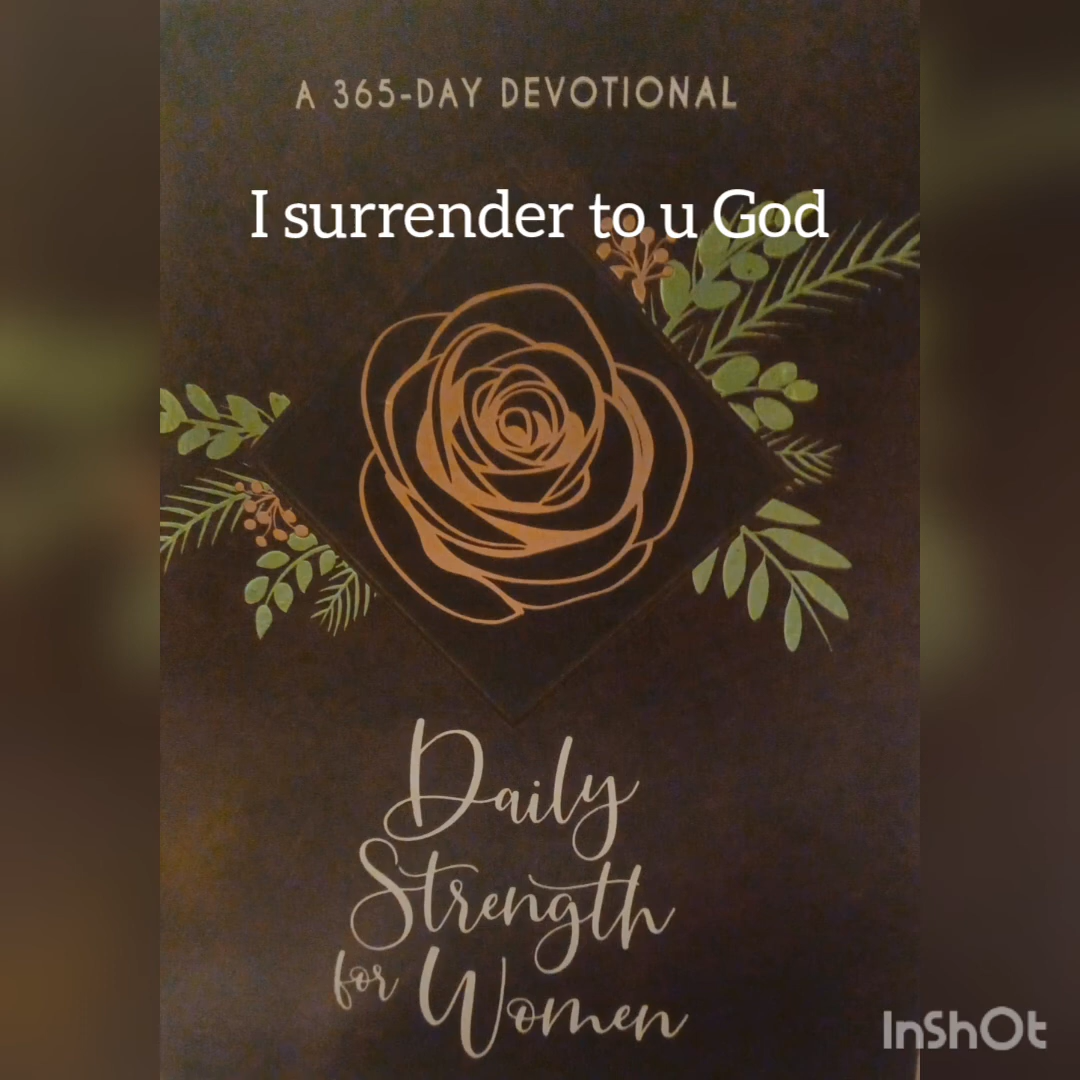 A 365-DAY DEVOTIONAL
I surrender to u God
Daily
Strength
for Women
InShOt